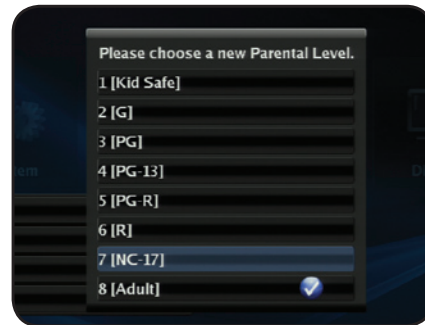 Please choose a new Parental Level.
1 [Kid Safe]
2 [G]
3 [PG]
4 [PG-13]
5 [PG-R]
6 [R]
7 [NC-17]
8 [Adult]